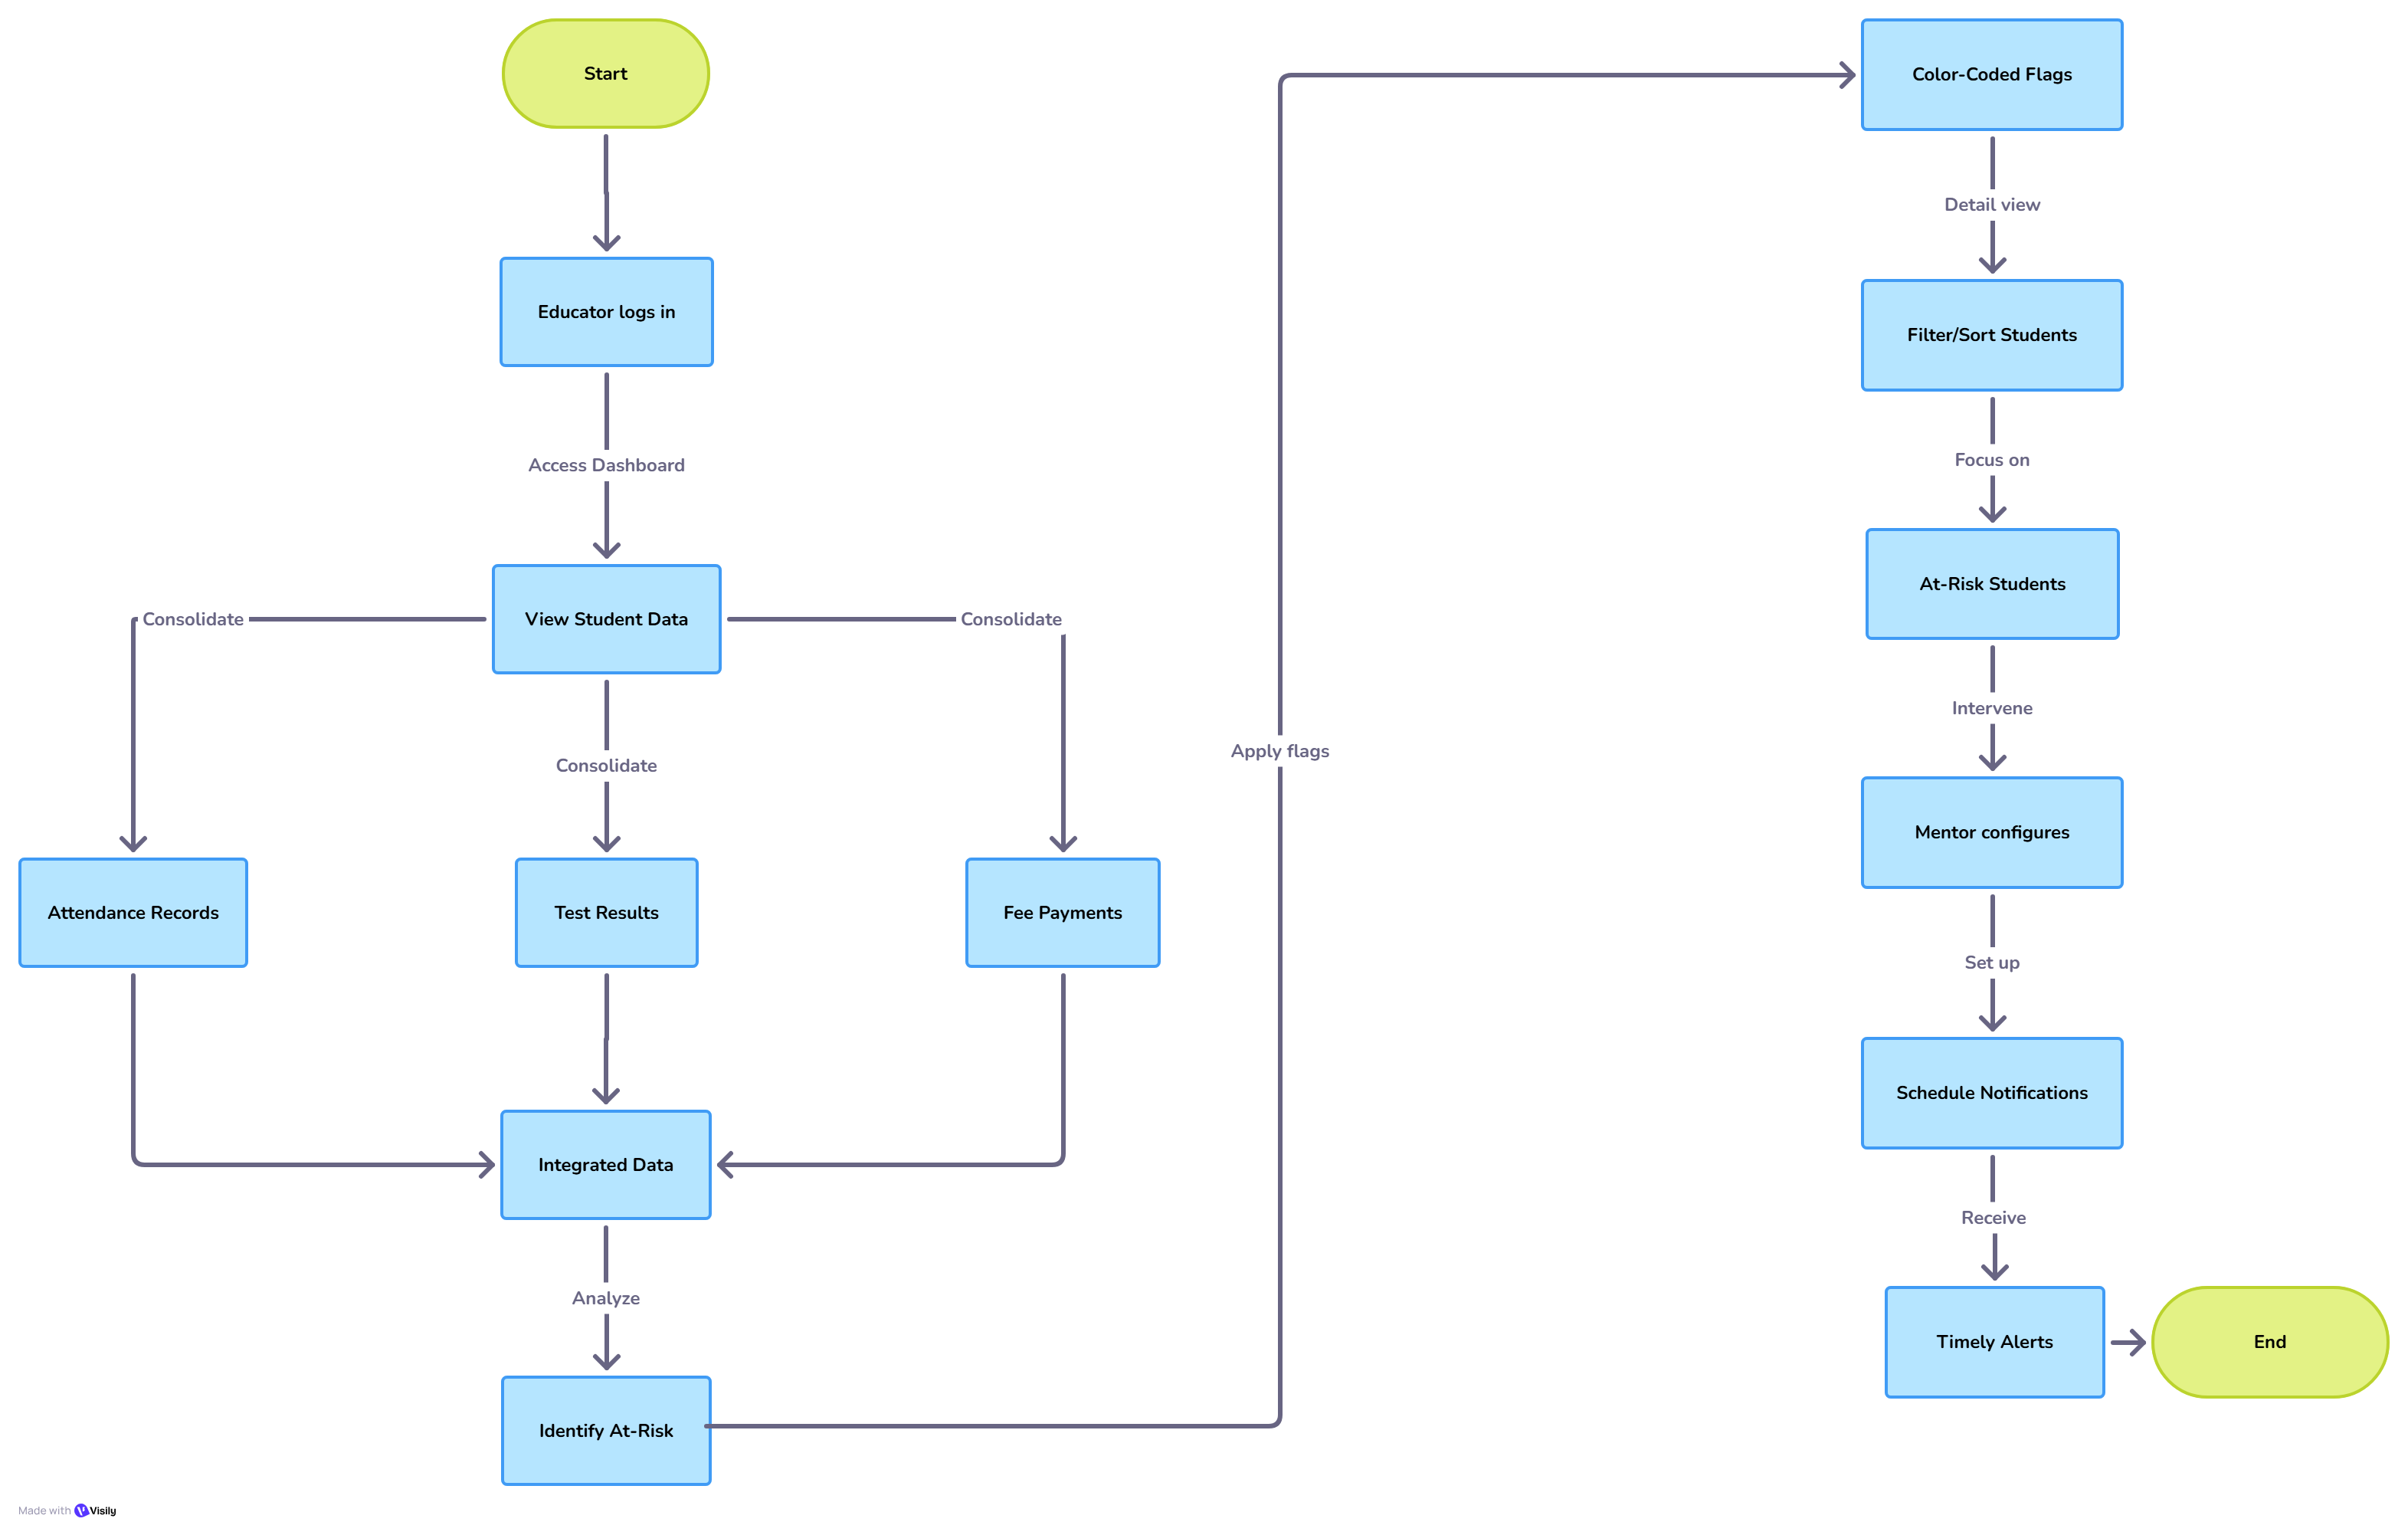 Start
Educator logs in
Access Dashboard
View Student Data
Consolidate
Consolidate
Consolidate
Attendance Records
Test Results
Fee Payments
Integrated Data
Analyze
Identify At-Risk
Apply flags
Color-Coded Flags
Detail view
Filter/Sort Students
Focus on
At-Risk Students
Intervene
Mentor configures
Set up
Schedule Notifications
Receive
Timely Alerts
End
Made with Visily